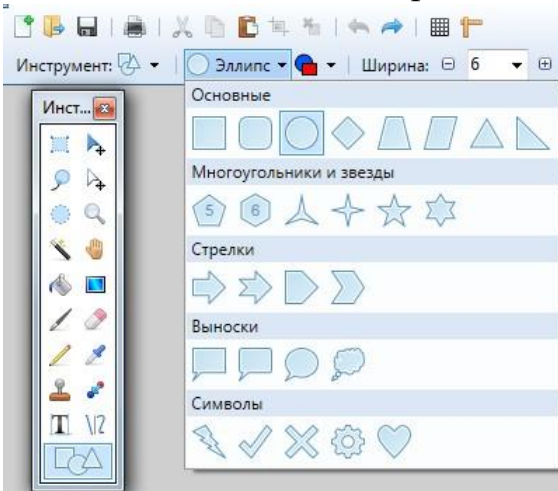 Инструмент: Эллипс Ширина: 6
Инст...
Основные
Многоугольники и звезды
5 6
Стрелки
Выноски
Символы
T